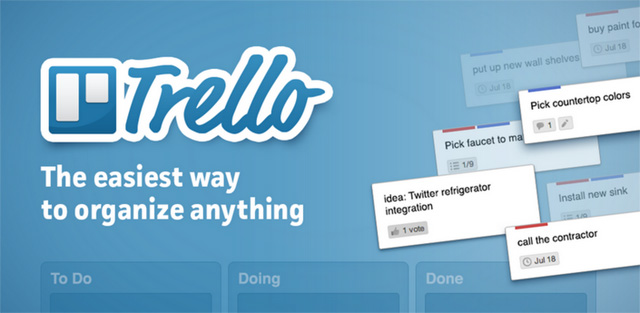 Trello
The easiest way
to organize anything
To Do
Doing
Done
buy paint fo
Jul 18
put up new wall shelves
Jul 18
Pick countertop colors
1
Pick faucet to ma
1/9
idea: Twitter refrigerator
integration
1 vote
Install new sink
1/9
call the contractor
Jul 18